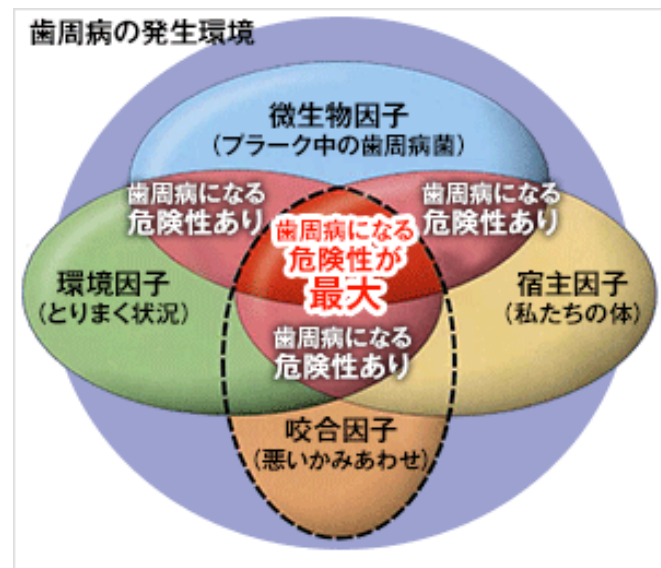 歯周病の発生環境
微生物因子
(プラーク中の歯周病菌)
歯周病になる
危険性あり
歯周病になる
危険性あり
歯周病になる
危険性が
最大
環境因子
(とりまく状況)
宿主因子
(私たちの体)
歯周病になる
危険性あり
咬合因子
(悪いかみあわせ)